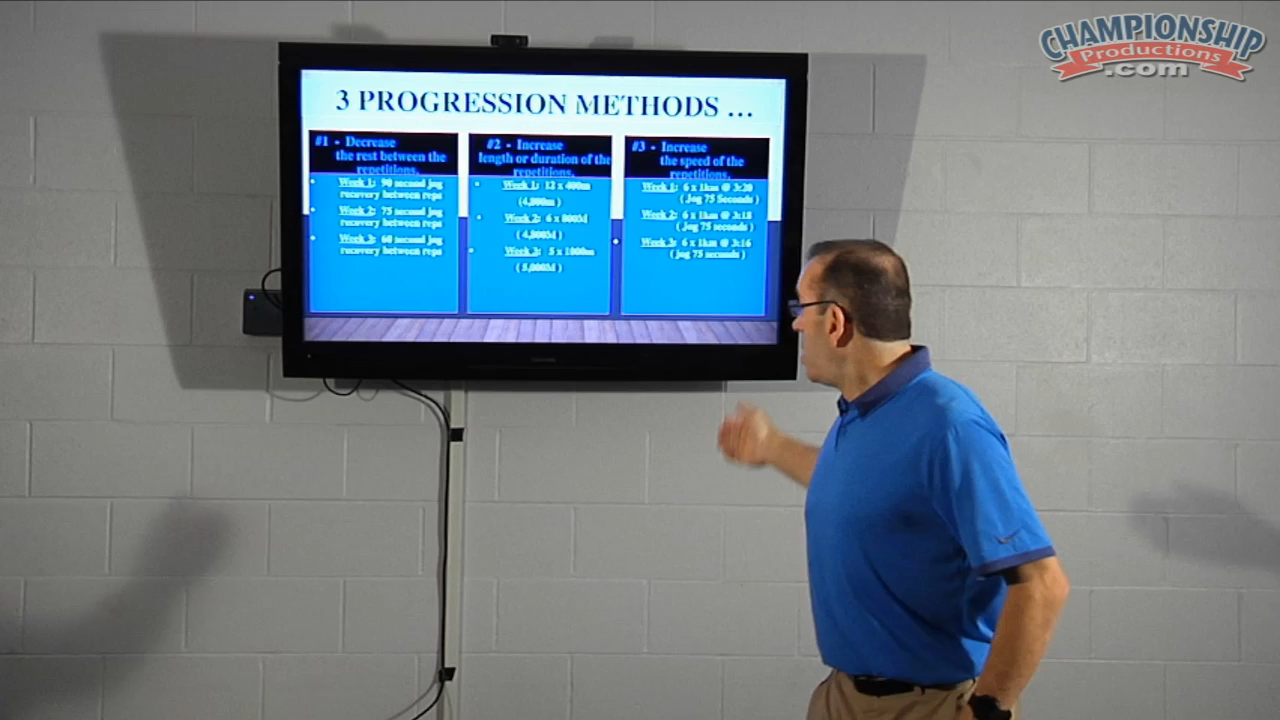 CHAMPIONSHIP
Productions
.com
3 PROGRESSION METHODS ...
#1 - Decrease
the rest between the
repetitions.
Week 1: 90 second jog
recovery between reps
Week 2: 75 second jog
recovery between reps
Week 3: 60 second jog
recovery between reps
#2 - Increase
length or duration of the
repetitions.
Week 1: 12 x 400m
(4,800m)
Week 2: 6 x 800M
( 4,800M )
Week 3: 5 x 1000m
( 5,000M )
#3 - Increase
the speed of the
repetitions.
Week 1: 6 x 1km @ 3:20
( Jog 75 Seconds )
Week 2: 6 x 1km @ 3:18
( Jog 75 seconds )
Week 3: 6 x 1km @ 3:16
( Jog 75 seconds )